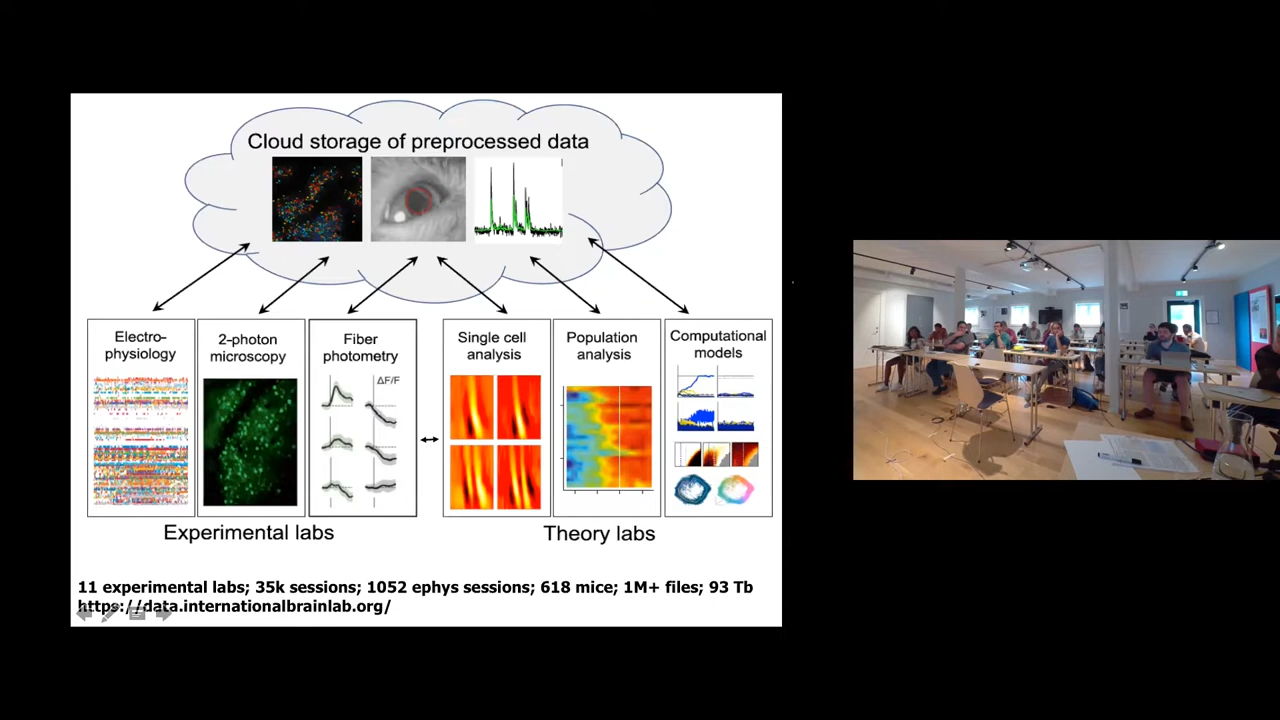 Cloud storage of preprocessed data
Electro-
physiology
2-photon
microscopy
Fiber
photometry
ΔF/F
Single cell
analysis
Population
analysis
Computational
models
Experimental labs
Theory labs
11 experimental labs; 35k sessions; 1052 ephys sessions; 618 mice; 1M+ files; 93 Tb
https://data.internationalbrainlab.org/